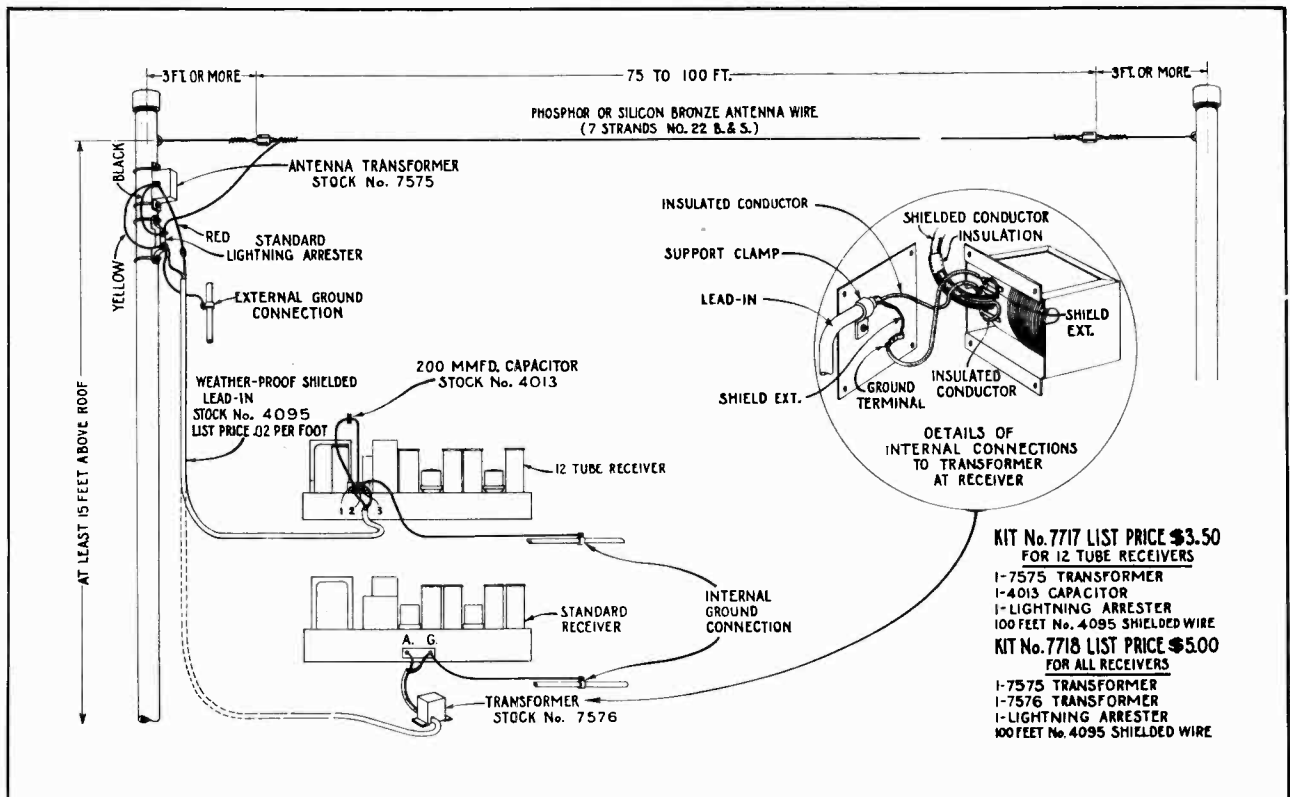 3 FT. OR MORE
75 TO 100 FT.
3 FT. OR MORE
PHOSPHOR OR SILICON BRONZE ANTENNA WIRE
(7 STRANDS NO. 22 B. & S.)
BLACK
ANTENNA TRANSFORMER
STOCK No. 7575
YELLOW
RED
STANDARD
LIGHTNING ARRESTER
EXTERNAL GROUND
CONNECTION
AT LEAST 15 FEET ABOVE ROOF
WEATHER-PROOF SHIELDED
LEAD-IN
STOCK No. 4095
LIST PRICE .02 PER FOOT
200 MMFD. CAPACITOR
STOCK No. 4013
12 TUBE RECEIVER
1 2 3
INTERNAL
GROUND
CONNECTION
STANDARD
RECEIVER
A. G.
TRANSFORMER
STOCK No. 7576
INSULATED CONDUCTOR
SUPPORT CLAMP
LEAD-IN
SHIELDED CONDUCTOR
INSULATION
SHIELD
EXT.
INSULATED
CONDUCTOR
GROUND
TERMINAL
SHIELD EXT.
DETAILS OF
INTERNAL CONNECTIONS
TO TRANSFORMER
AT RECEIVER
KIT No. 7717 LIST PRICE $3.50
FOR 12 TUBE RECEIVERS
1-7575 TRANSFORMER
1-4013 CAPACITOR
1-LIGHTNING ARRESTER
100 FEET No. 4095 SHIELDED WIRE
KIT No. 7718 LIST PRICE $5.00
FOR ALL RECEIVERS
1-7575 TRANSFORMER
1-7576 TRANSFORMER
1-LIGHTNING ARRESTER
100 FEET No. 4095 SHIELDED WIRE